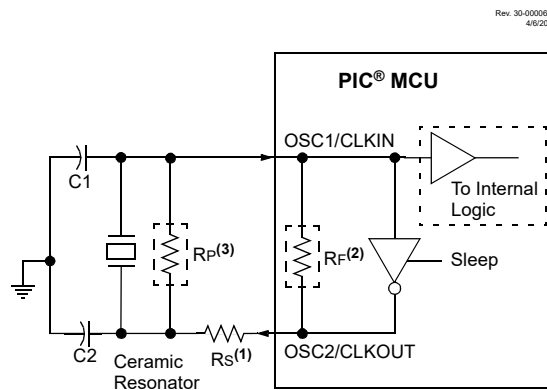 Rev. 30-00006
4/6/20
PIC® MCU
OSC1/CLKIN
C1
To Internal
Logic
RP(3)
RF(2)
Sleep
C2
Ceramic
Resonator
RS(1)
OSC2/CLKOUT